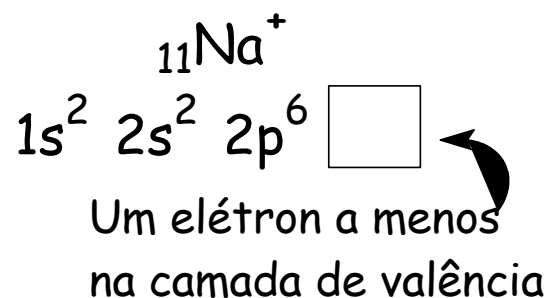 ₁₁Na⁺
1s² 2s² 2p⁶
Um elétron a menos
na camada de valência